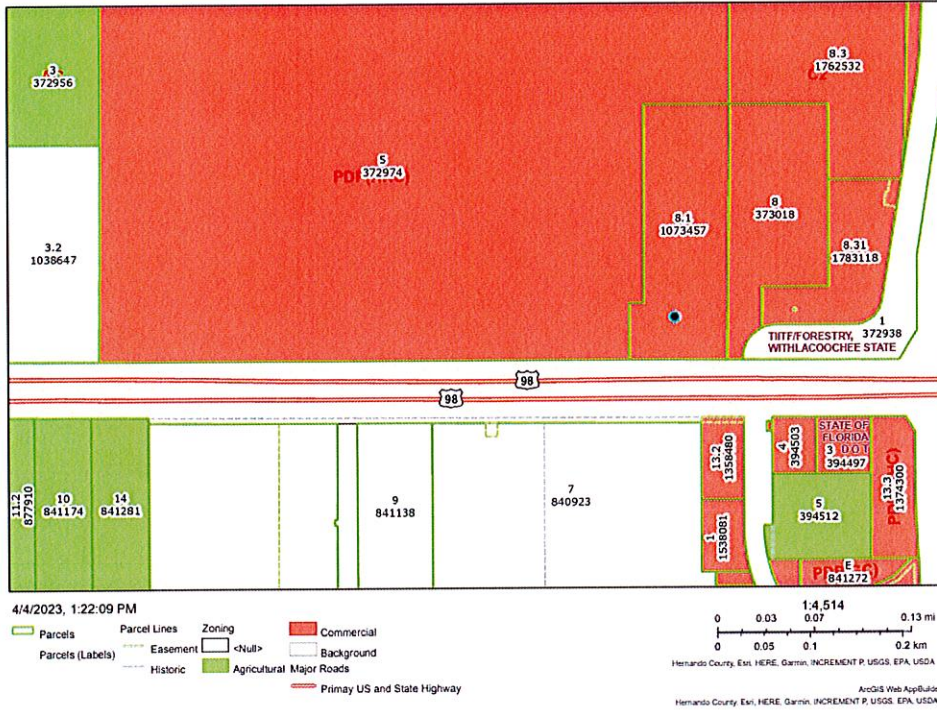 3
372956
3.2
1038647
5
372974
8.1
1073457
8
373018
8.3
1762532
8.31
1783118
1
372938
TIITF/FORESTRY,
WITHLACOOCHEE STATE
98
98
11.2
877910
10
841174
14
841281
9
841138
7
840923
13.2
1358480
1
1538081
4
394503
STATE OF
FLORIDA
D O T
3
394497
5
394512
13.3
1374300
E
841272
4/4/2023, 1:22:09 PM
Parcels
Parcels (Labels)
Parcel Lines
Easement
Historic
Zoning
<Null>
Agricultural
Commercial
Background
Major Roads
Primay US and State Highway
1:4,514
0 0.03 0.07 0.13 mi
0 0.05 0.1 0.2 km
Hernando County, Esri, HERE, Garmin, INCREMENT P, USGS, EPA, USDA
ArcGIS Web AppBuilde
Hernando County, Esri, HERE, Garmin, INCREMENT P, USGS, EPA, USDA